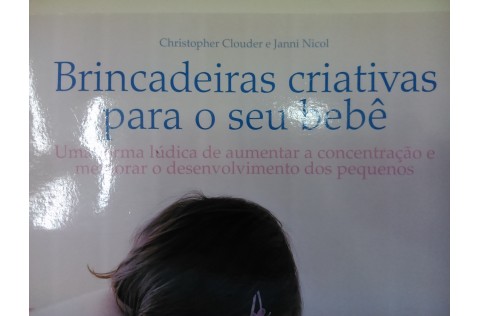 Christopher Clouder e Janni Nicol
Brincadeiras criativas
para o seu bebê
Uma forma lúdica de aumentar a concentração e
melhorar o desenvolvimento dos pequenos